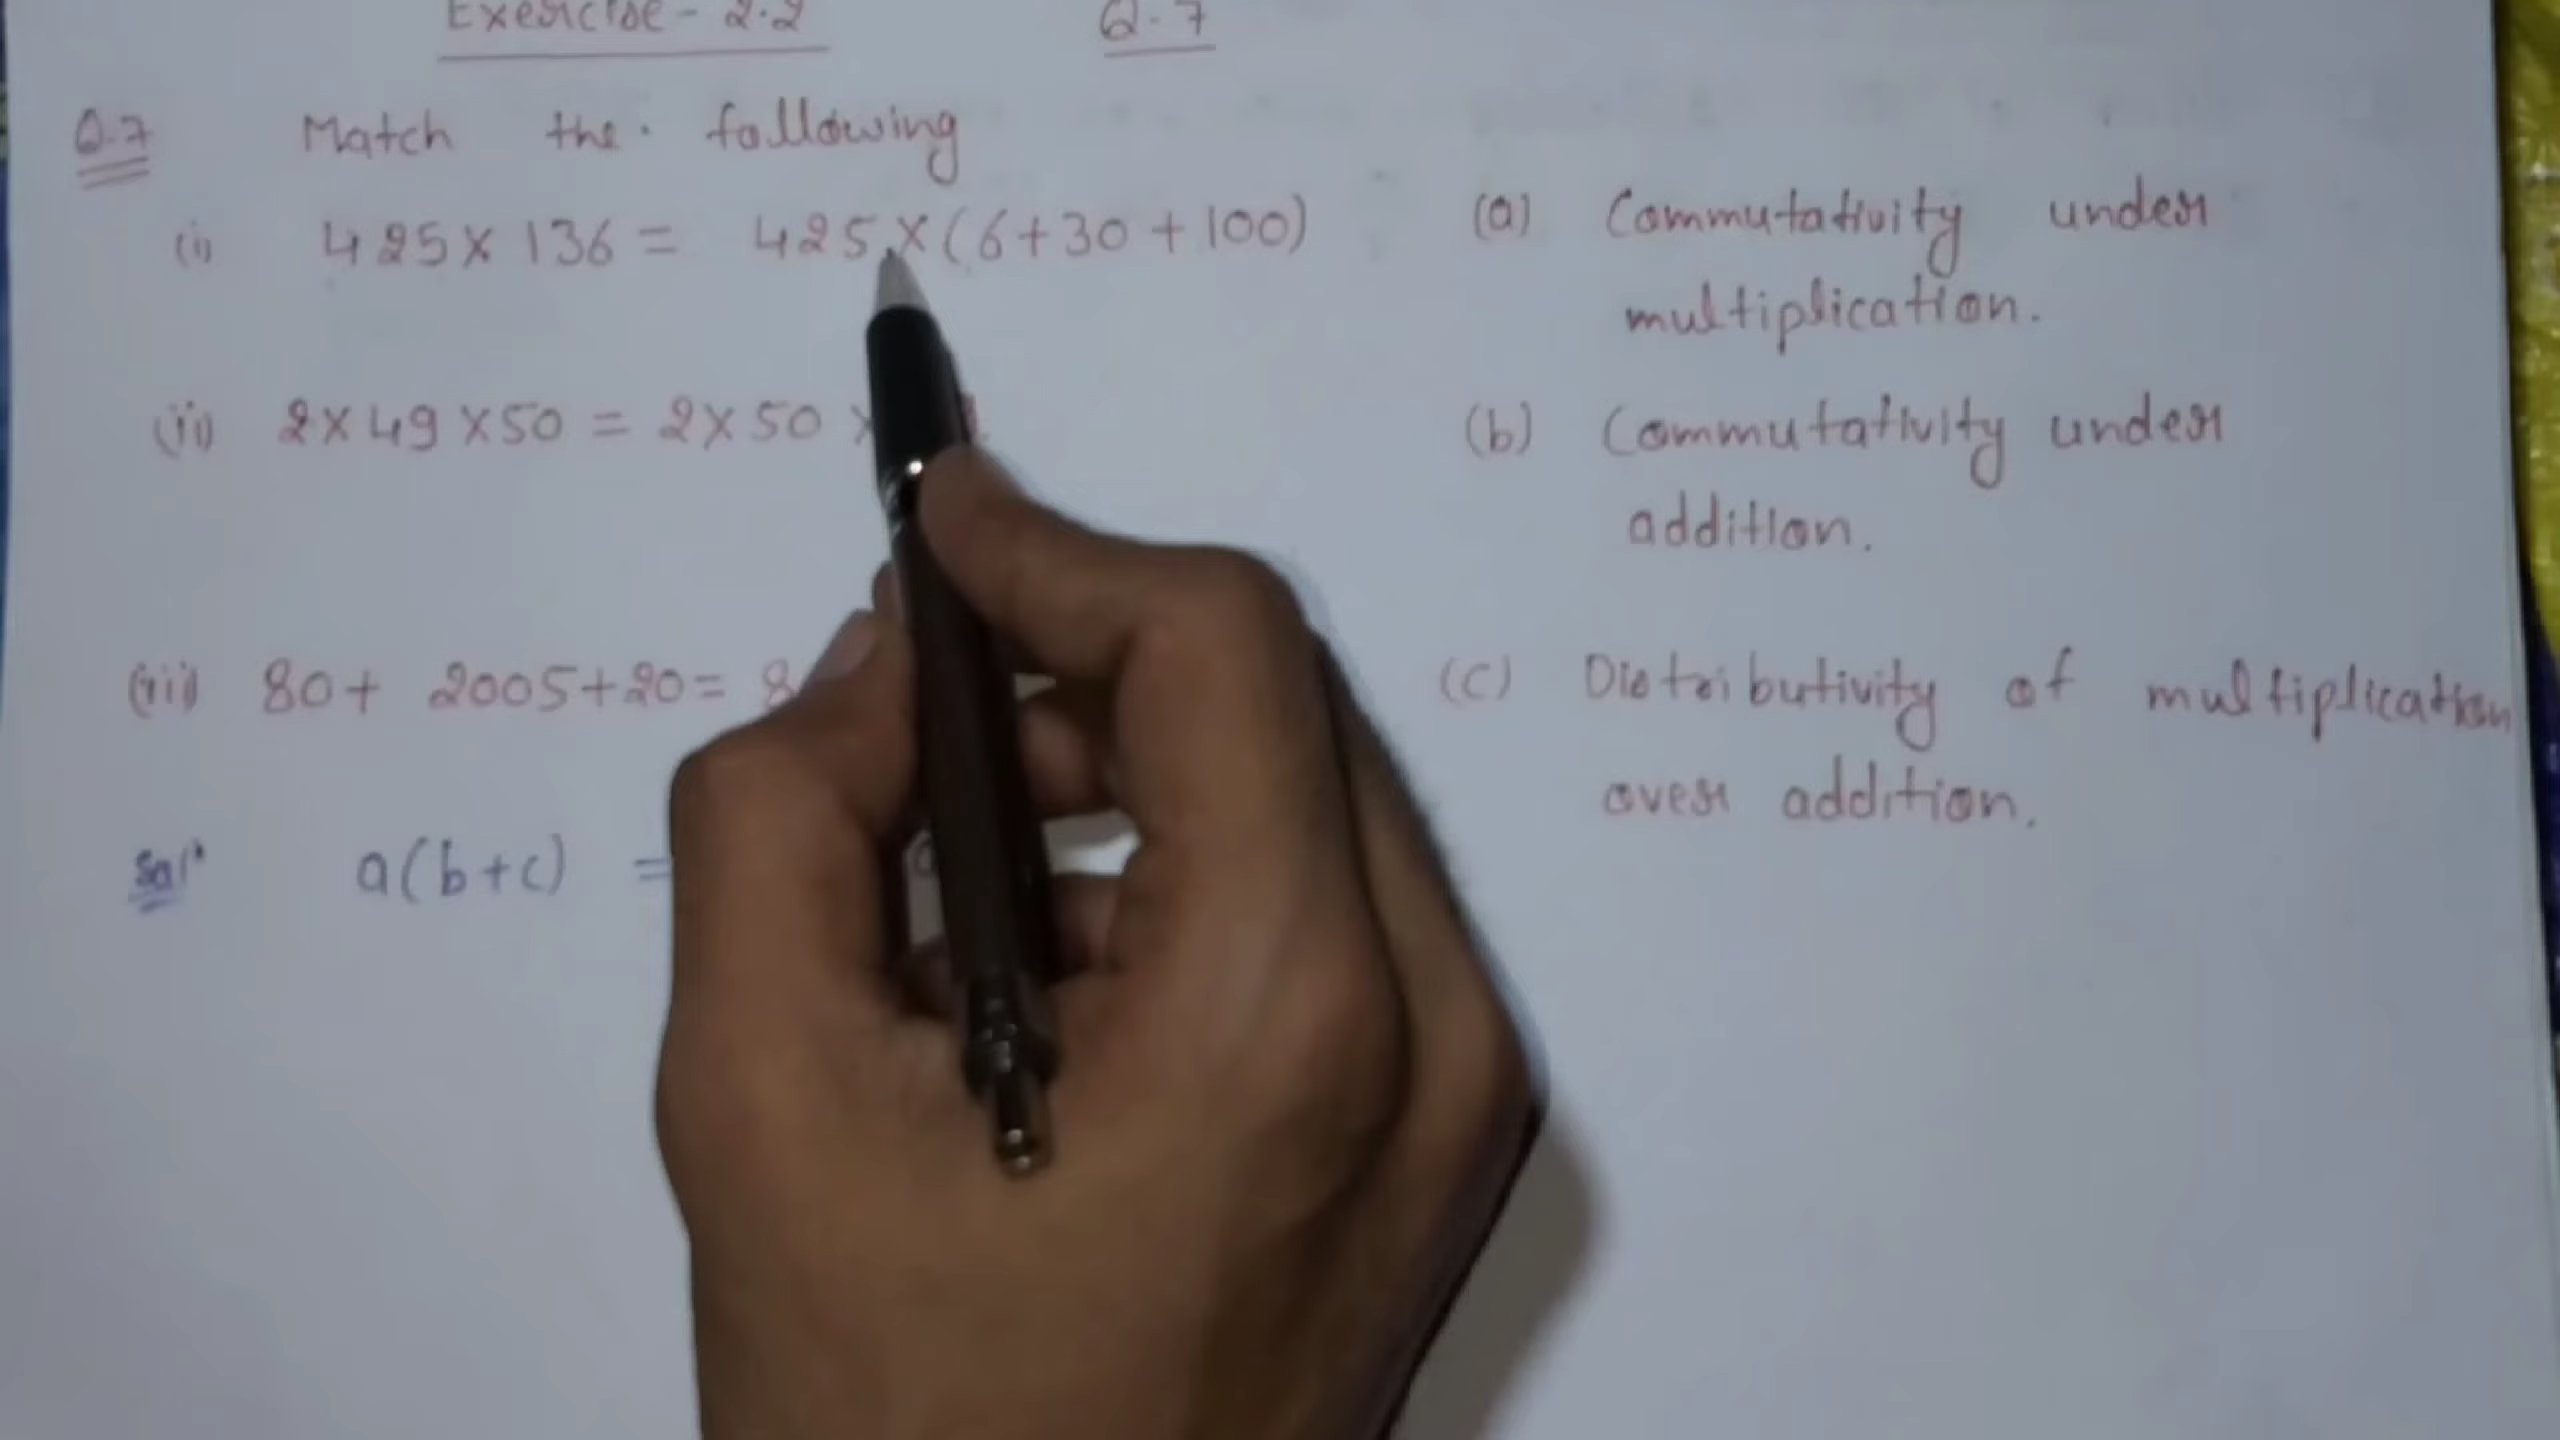 Exercise - 2.2 Q.7
Q.7 Match the following
(i) 425 x 136 = 425 x (6+30+100) (a) Commutativity under
multiplication.
(ii) 2 x 49 x 50 = 2 x 50 x (b) Commutativity under
addition.
(iii) 80 + 2005 + 20 = 8 (c) Distributivity of multiplication
over addition.
Sol^n a(b+c) =